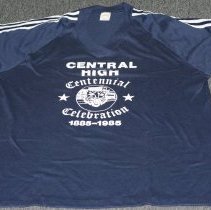 CENTRAL
HIGH
Centennial
Celebration
1885-1985